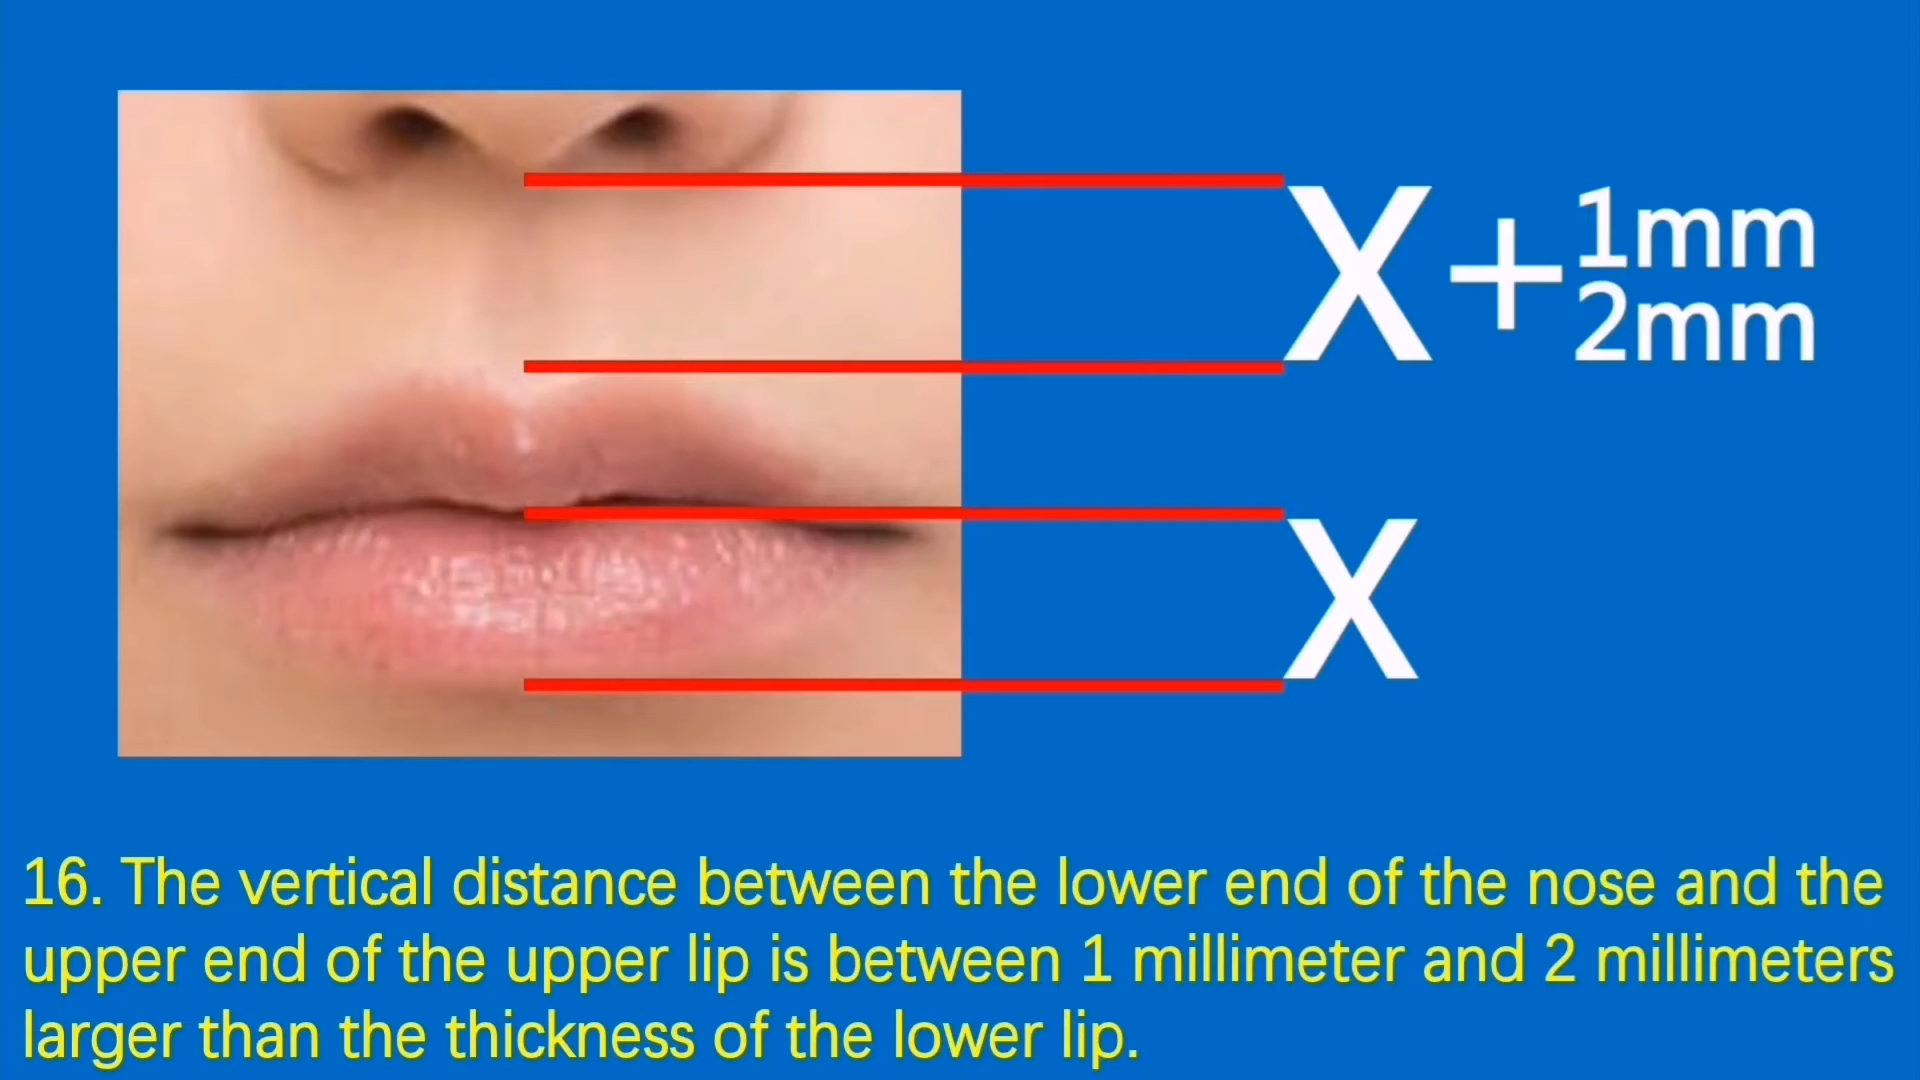 X+1mm
2mm
X
16. The vertical distance between the lower end of the nose and the
upper end of the upper lip is between 1 millimeter and 2 millimeters
larger than the thickness of the lower lip.